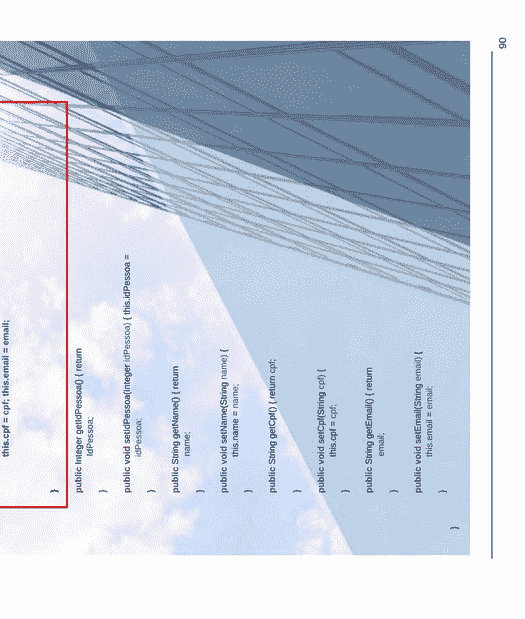 this.cpf = cpf; this.email = email;
}
public Integer getIdPessoa() { return
IdPessoa;
}
public void setIdPessoa(Integer idPessoa) { this.idPessoa =
idPessoa;
}
public String getName() { return
name;
}
public void setName(String name) {
this.name = name;
}
public String getCpf() { return cpf;
}
public void setCpf(String cpf) {
this.cpf = cpf;
}
public String getEmail() { return
email;
}
public void setEmail(String email) {
this.email = email;
}
}
90